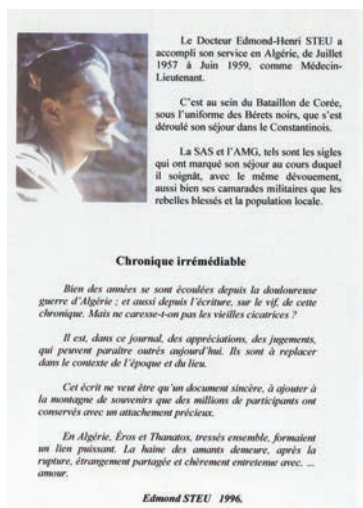 Le Docteur Edmond-Henri STEU a
accompli son service en Algérie, de Juillet
1957 à Juin 1959, comme Médecin-
Lieutenant.
C'est au sein du Bataillon de Corée,
sous l'uniforme des Bérets noirs, que s'est
déroulé son séjour dans le Constantinois.
La SAS et l'AMG, tels sont les sigles
qui ont marqué son séjour au cours duquel
il soignât, avec le même dévouement,
aussi bien ses camarades militaires que les
rebelles blessés et la population locale.
Chronique irrémédiable
Bien des années se sont écoulées depuis la douloureuse
guerre d'Algérie ; et aussi depuis l'écriture, sur le vif, de cette
chronique. Mais ne caresse-t-on pas les vieilles cicatrices ?
Il est, dans ce journal, des appréciations, des jugements,
qui peuvent paraître outrés aujourd'hui. Ils sont à replacer
dans le contexte de l'époque et du lieu.
Cet écrit ne veut être qu'un document sincère, à ajouter à
la montagne de souvenirs que des millions de participants ont
conservés avec un attachement précieux.
En Algérie, Éros et Thanatos, tressés ensemble, formaient
un lien puissant. La haine des amants demeure, après la
rupture, étrangement partagée et chèrement entretenue avec. ...
amour.
Edmond STEU 1996.